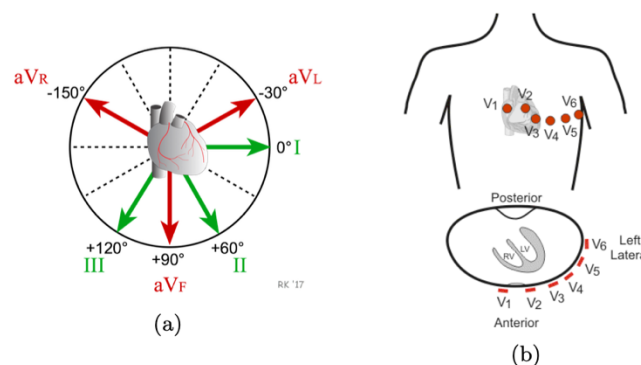 aVR
-150°
aVL
-30°
0° I
+120°
III
+90°
aVF
+60°
II
RK '17
(a)
V1
V2
V3
V4
V5
V6
Posterior
RV
LV
V6
V5
V4
V3
V2
V1
Left
Latera
Anterior
(b)